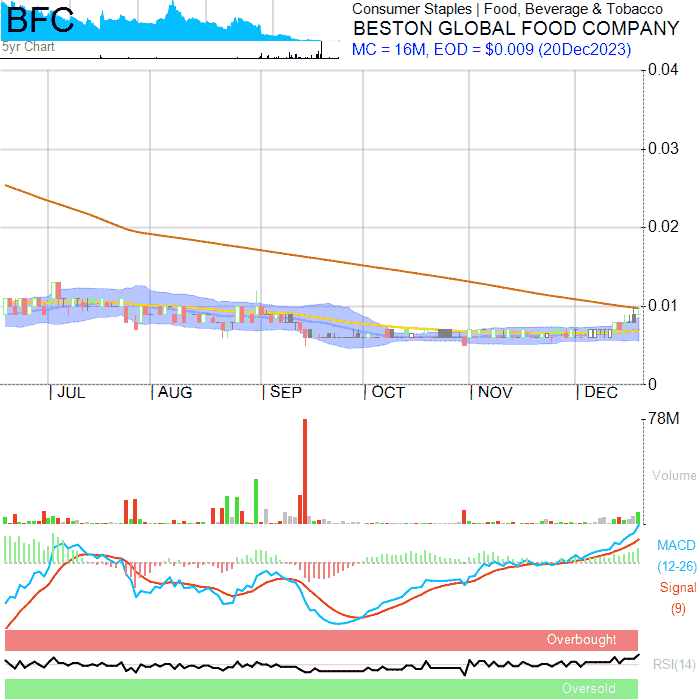 BFC
5yr Chart
Consumer Staples | Food, Beverage & Tobacco
BESTON GLOBAL FOOD COMPANY
MC = 16M, EOD = $0.009 (20Dec2023)
0.04
0.03
0.02
0.01
0
JUL
AUG
SEP
OCT
NOV
DEC
78M
Volume
MACD
(12-26)
Signal
(9)
Overbought
RSI(14)
Oversold